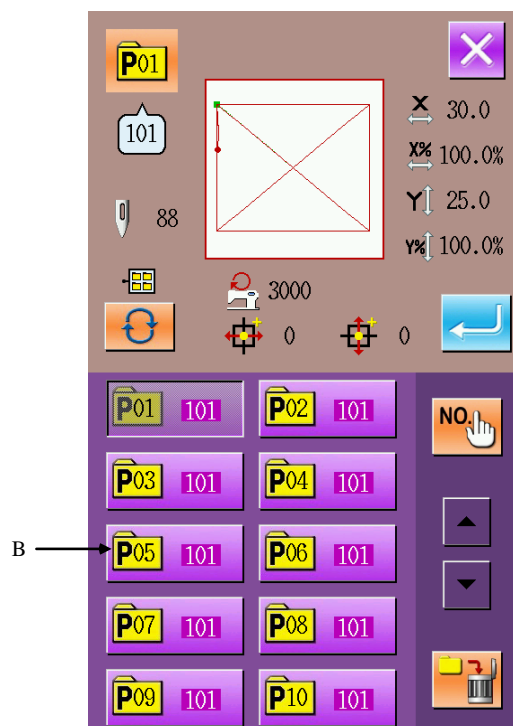 P01
101
X 30.0
X% 100.0%
Y 25.0
Y% 100.0%
88
3000
0 0
P01 101 P02 101
NO.
P03 101 P04 101
B P05 101 P06 101
P07 101 P08 101
P09 101 P10 101